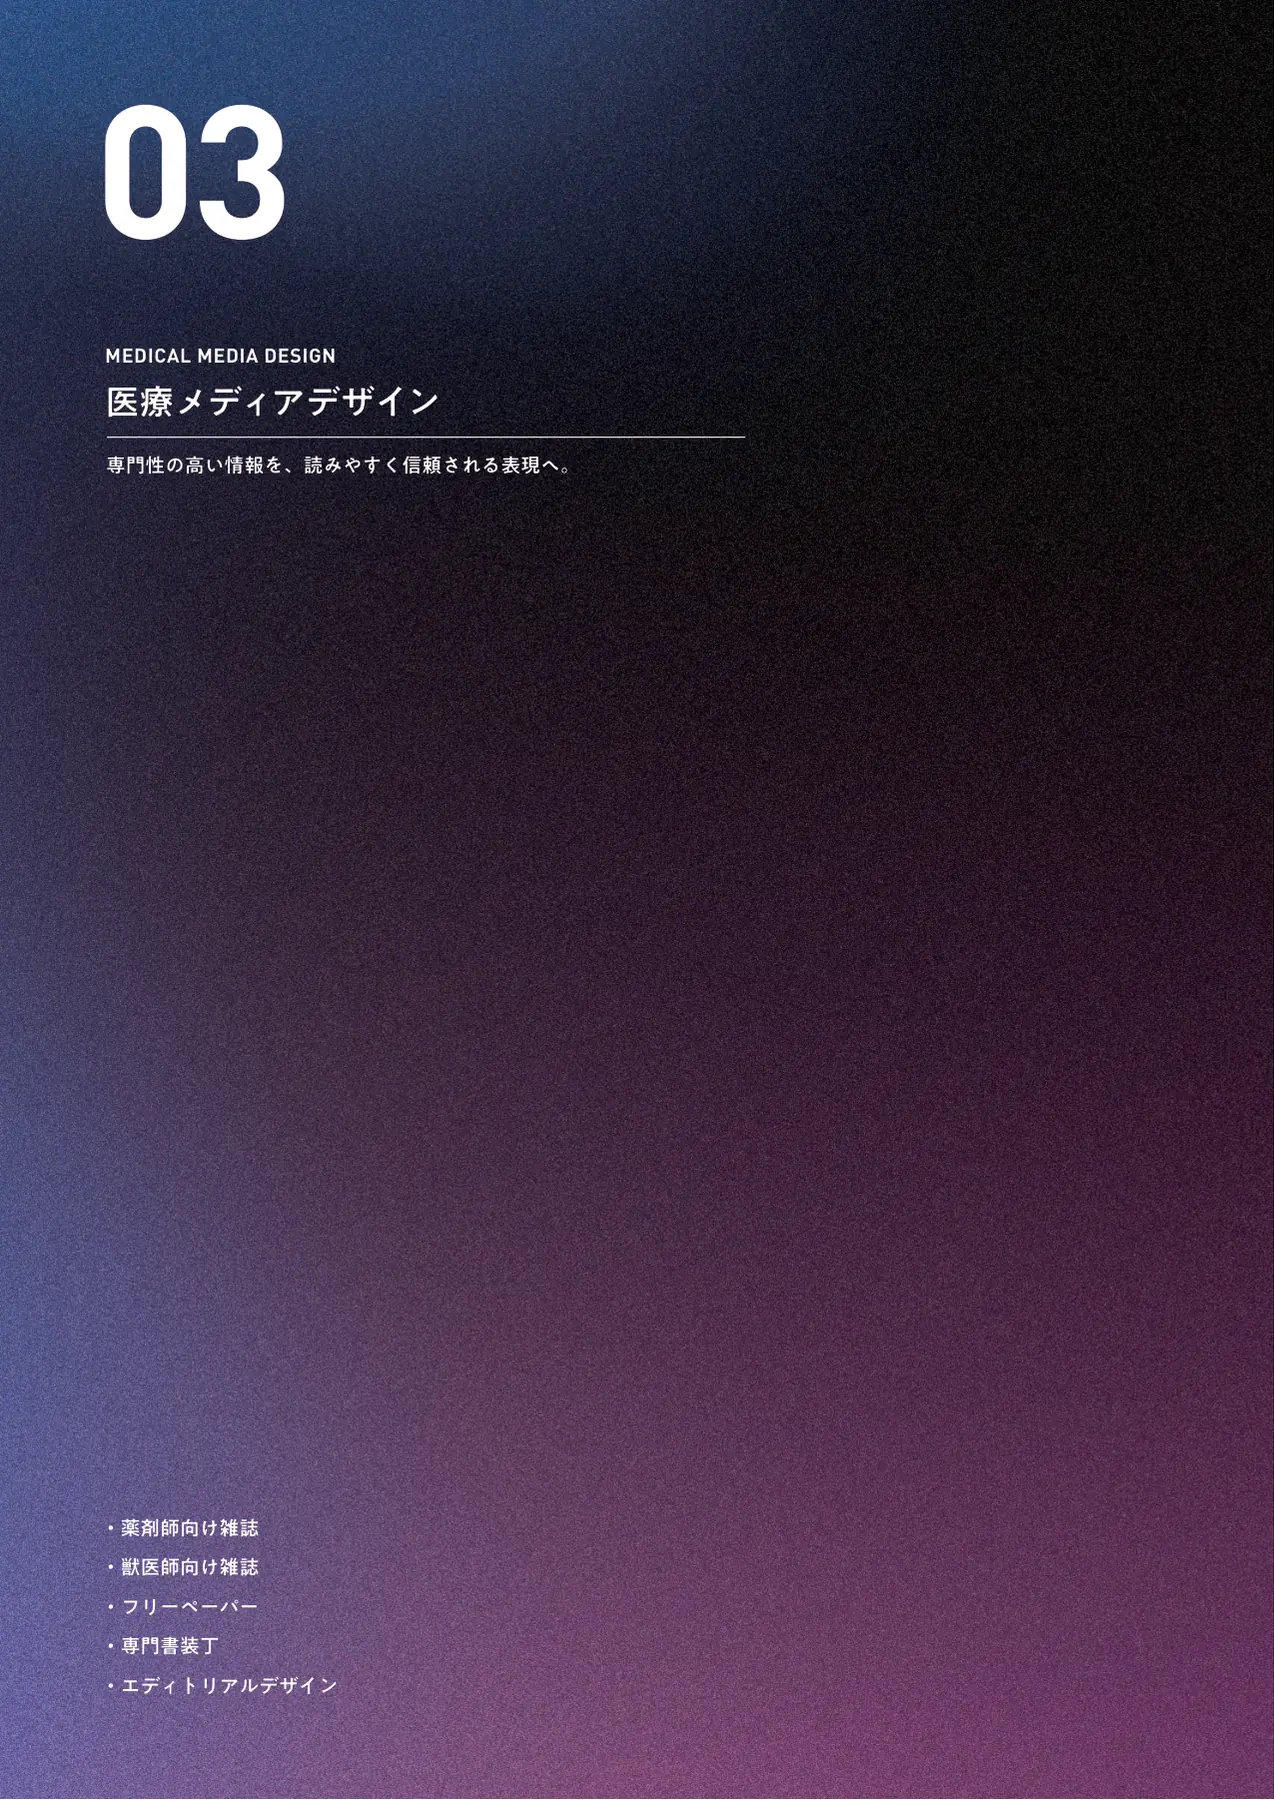 03
MEDICAL MEDIA DESIGN
医療メディアデザイン
専門性の高い情報を、読みやすく信頼される表現へ。
・薬剤師向け雑誌
・獣医師向け雑誌
・フリーペーパー
・専門書装丁
・エディトリアルデザイン